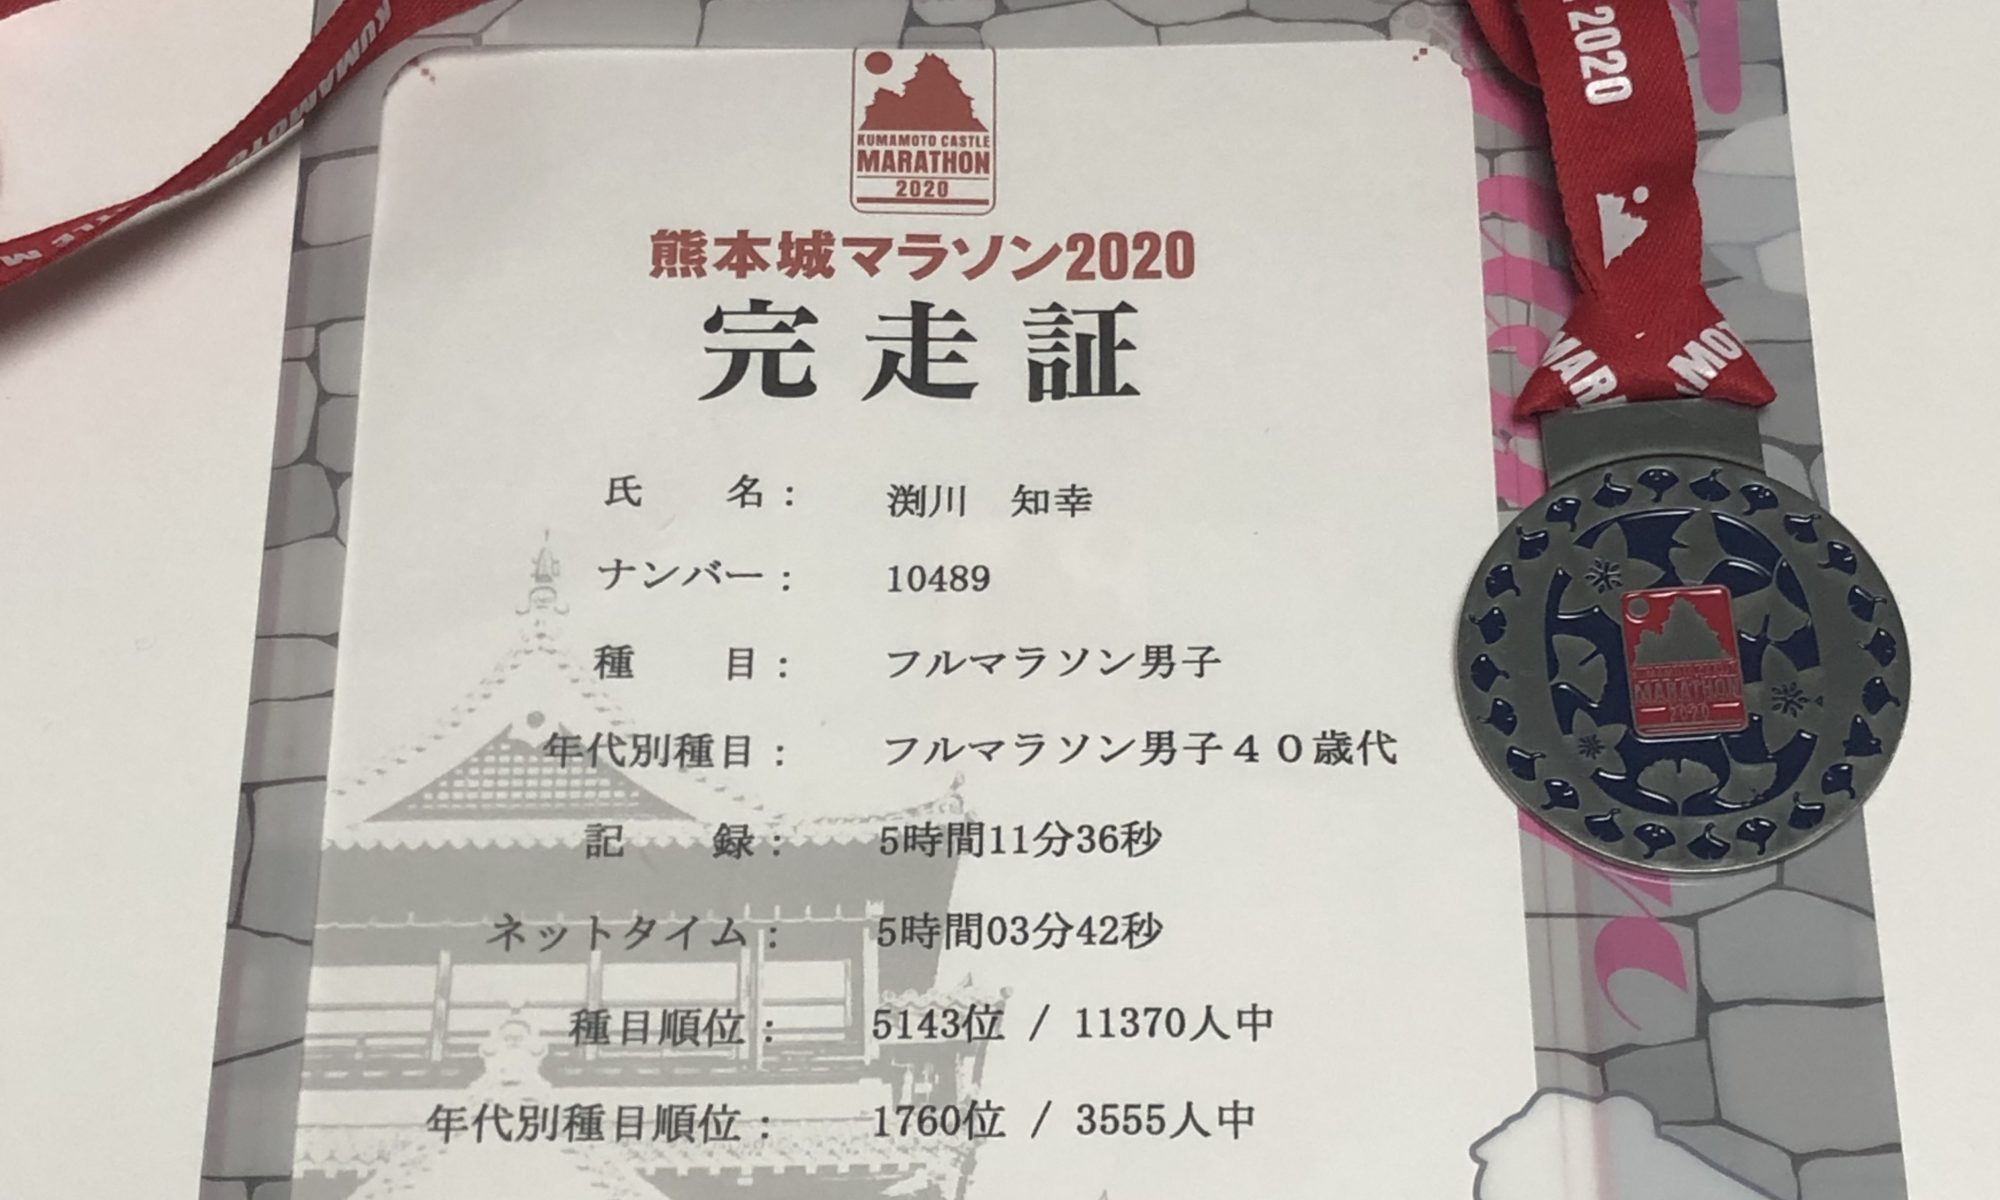 KUMAMOTO
2020
KUMAMOTO CASTLE
MARATHON
2020
熊本城マラソン2020
完走証
氏　名： 渕川　知幸
ナンバー： 10489
種　目： フルマラソン男子
年代別種目： フルマラソン男子４０歳代
記　録： 5時間11分36秒
ネットタイム： 5時間03分42秒
種目順位： 5143位 / 11370人中
年代別種目順位： 1760位 / 3555人中
MARATHON
2020